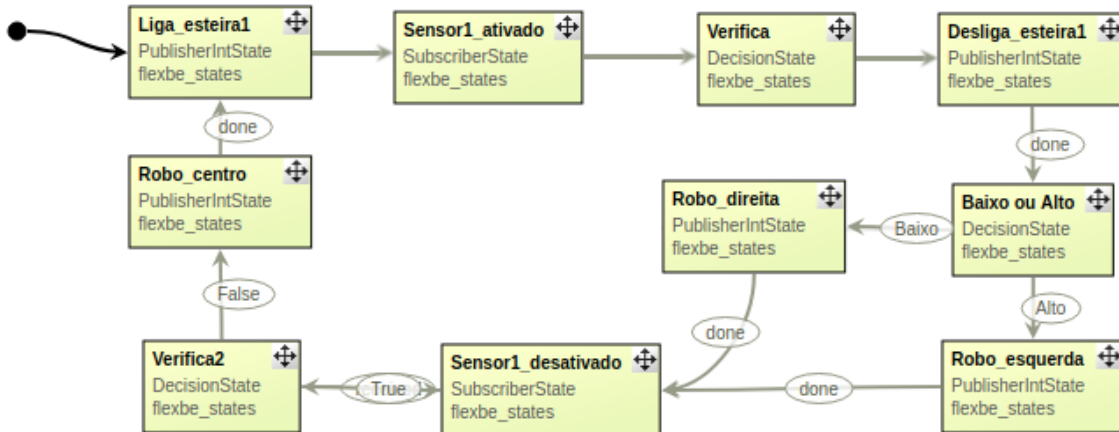 Liga_esteira1
PublisherIntState
flexbe_states
Sensor1_ativado
SubscriberState
flexbe_states
Verifica
DecisionState
flexbe_states
Desliga_esteira1
PublisherIntState
flexbe_states
done
done
Robo_centro
PublisherIntState
flexbe_states
Robo_direita
PublisherIntState
flexbe_states
Baixo
Baixo ou Alto
DecisionState
flexbe_states
False
Alto
done
Verifica2
DecisionState
flexbe_states
True
Sensor1_desativado
SubscriberState
flexbe_states
done
Robo_esquerda
PublisherIntState
flexbe_states